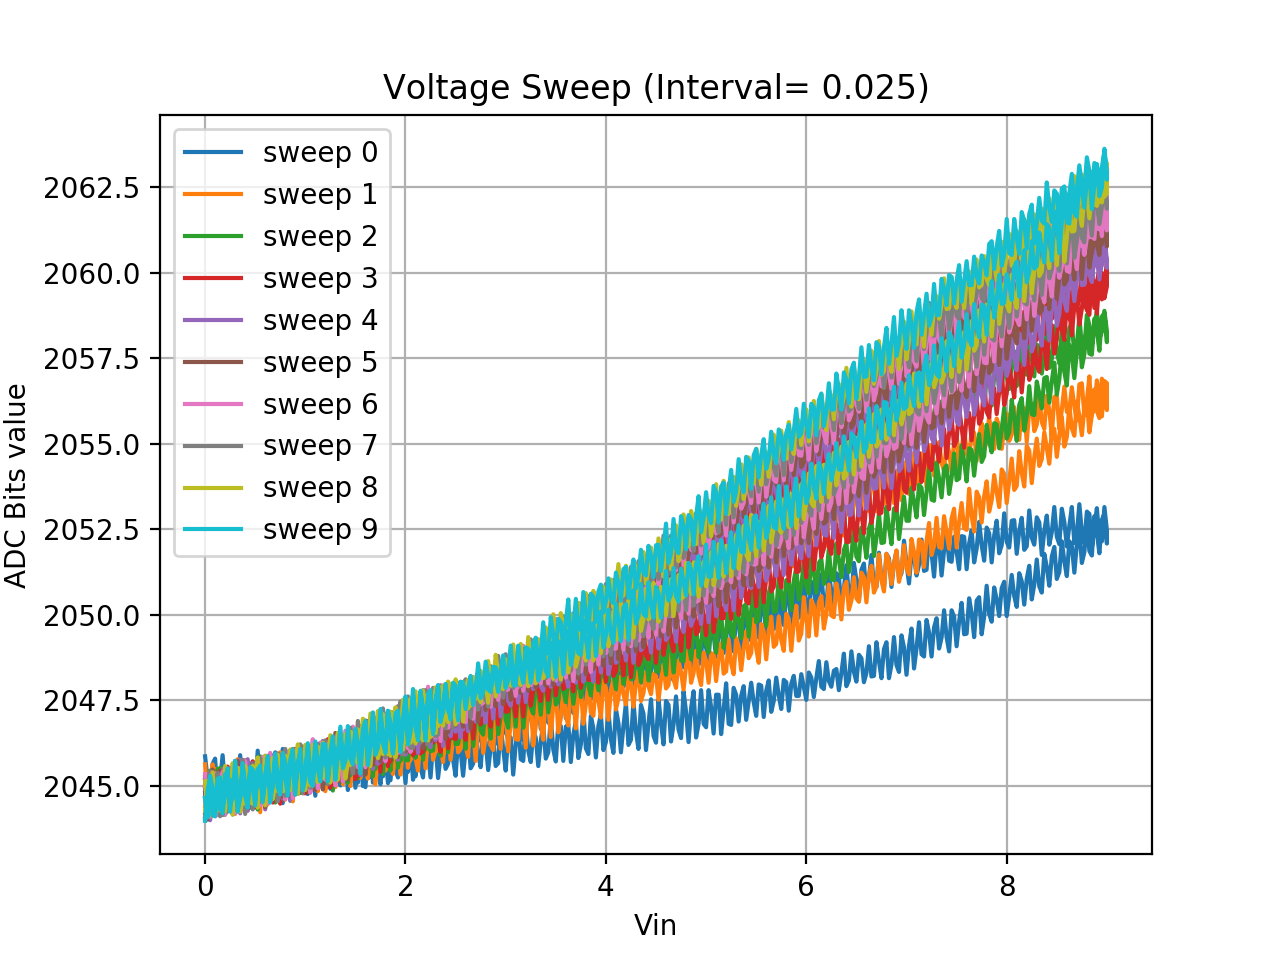 Voltage Sweep (Interval= 0.025)
sweep 0
sweep 1
sweep 2
sweep 3
sweep 4
sweep 5
sweep 6
sweep 7
sweep 8
sweep 9
ADC Bits value
2062.5
2060.0
2057.5
2055.0
2052.5
2050.0
2047.5
2045.0
0 2 4 6 8
Vin